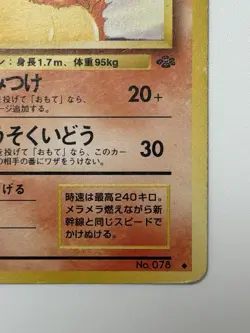 ン：身長1.7m、体重95kg
みつけ
20+
を投げて「おもて」なら、
ージ追加する。
うそくいどう
30
を投げて「おもて」なら、このカー
の相手の番にワザをうけない。
げる
時速は最高240キロ。
メラメラ燃えながら新
幹線と同じスピードで
かけぬける。
No.078 ◆